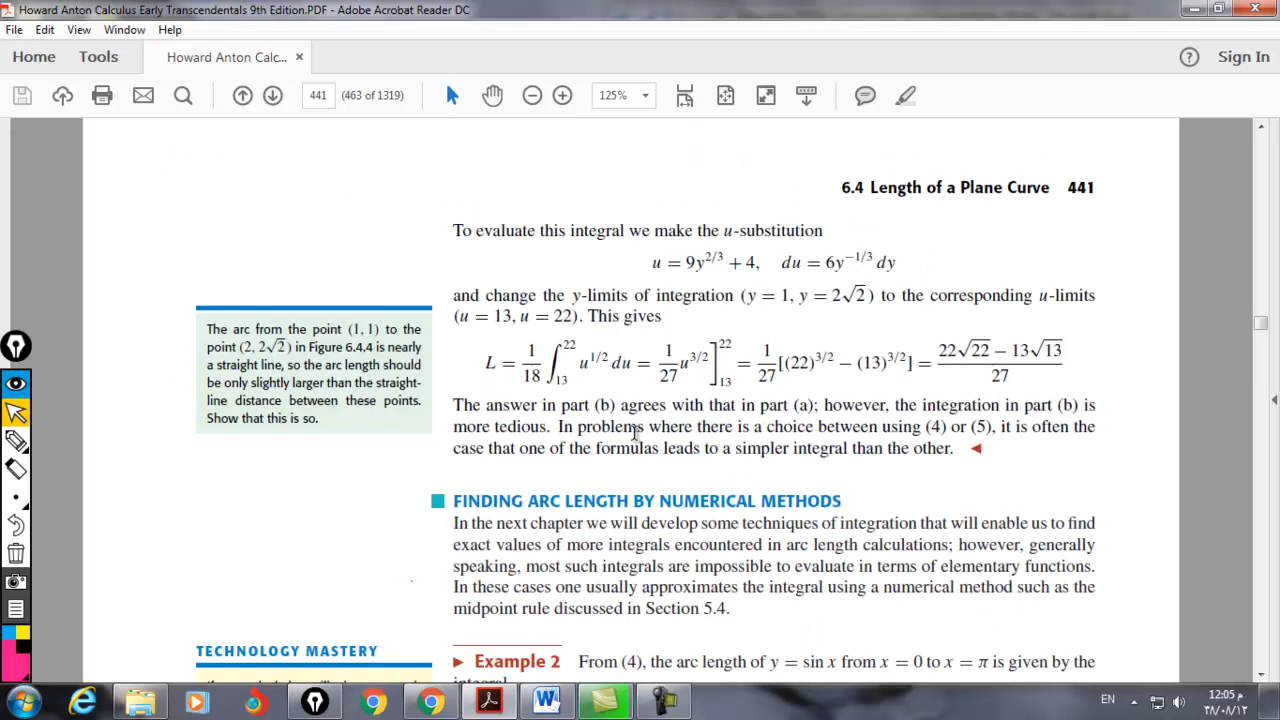 Howard Anton Calculus Early Transcendentals 9th Edition.PDF - Adobe Acrobat Reader DC
File Edit View Window Help
Home Tools Howard Anton Calc... × Sign In
441 (463 of 1319) 125%
6.4 Length of a Plane Curve 441
To evaluate this integral we make the u-substitution
u = 9y^{2/3} + 4, du = 6y^{−1/3} dy
and change the y-limits of integration (y = 1, y = 2√2) to the corresponding u-limits
(u = 13, u = 22). This gives
L = 1/18 ∫_{13}^{22} u^{1/2} du = 1/27 u^{3/2} ]_{13}^{22} = 1/27 [(22)^{3/2} − (13)^{3/2}] = (22√22 − 13√13)/27
The answer in part (b) agrees with that in part (a); however, the integration in part (b) is
more tedious. In problems where there is a choice between using (4) or (5), it is often the
case that one of the formulas leads to a simpler integral than the other.
The arc from the point (1, 1) to the
point (2, 2√2) in Figure 6.4.4 is nearly
a straight line, so the arc length should
be only slightly larger than the straight-
line distance between these points.
Show that this is so.
FINDING ARC LENGTH BY NUMERICAL METHODS
In the next chapter we will develop some techniques of integration that will enable us to find
exact values of more integrals encountered in arc length calculations; however, generally
speaking, most such integrals are impossible to evaluate in terms of elementary functions.
In these cases one usually approximates the integral using a numerical method such as the
midpoint rule discussed in Section 5.4.
TECHNOLOGY MASTERY
Example 2 From (4), the arc length of y = sin x from x = 0 to x = π is given by the
integral
EN
12:05 م
٣٨/٠٨/١٢